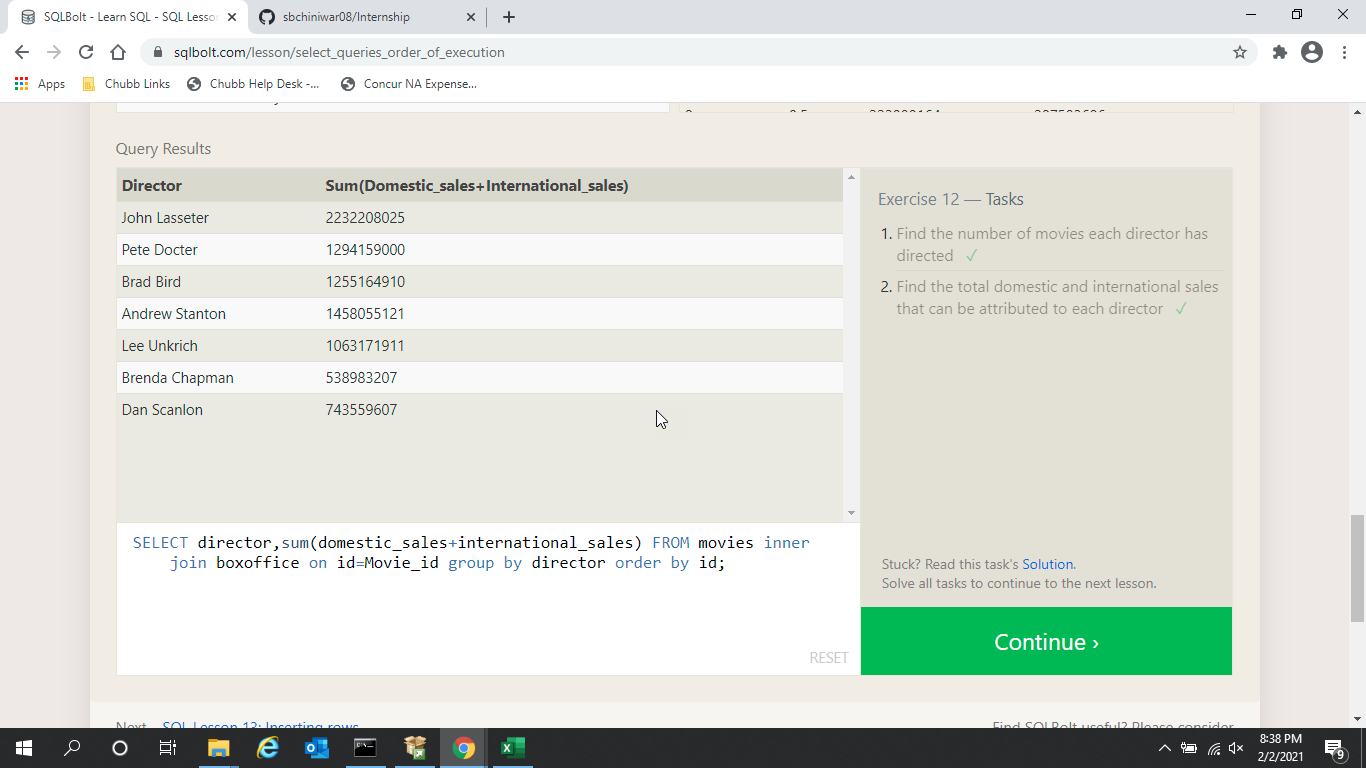 SQLBolt - Learn SQL - SQL Lesson
sbchiniwar08/Internship
sqlbolt.com/lesson/select_queries_order_of_execution
Apps Chubb Links Chubb Help Desk -... Concur NA Expense...
Query Results
Director Sum(Domestic_sales+International_sales)
John Lasseter 2232208025
Pete Docter 1294159000
Brad Bird 1255164910
Andrew Stanton 1458055121
Lee Unkrich 1063171911
Brenda Chapman 538983207
Dan Scanlon 743559607
Exercise 12 — Tasks
1. Find the number of movies each director has
directed ✓
2. Find the total domestic and international sales
that can be attributed to each director ✓
SELECT director,sum(domestic_sales+international_sales) FROM movies inner
join boxoffice on id=Movie_id group by director order by id;
RESET
Stuck? Read this task's Solution.
Solve all tasks to continue to the next lesson.
Continue ›
Next SQL Lesson 13: Inserting rows
Find SQLBolt useful? Please consider
8:38 PM
2/2/2021
9